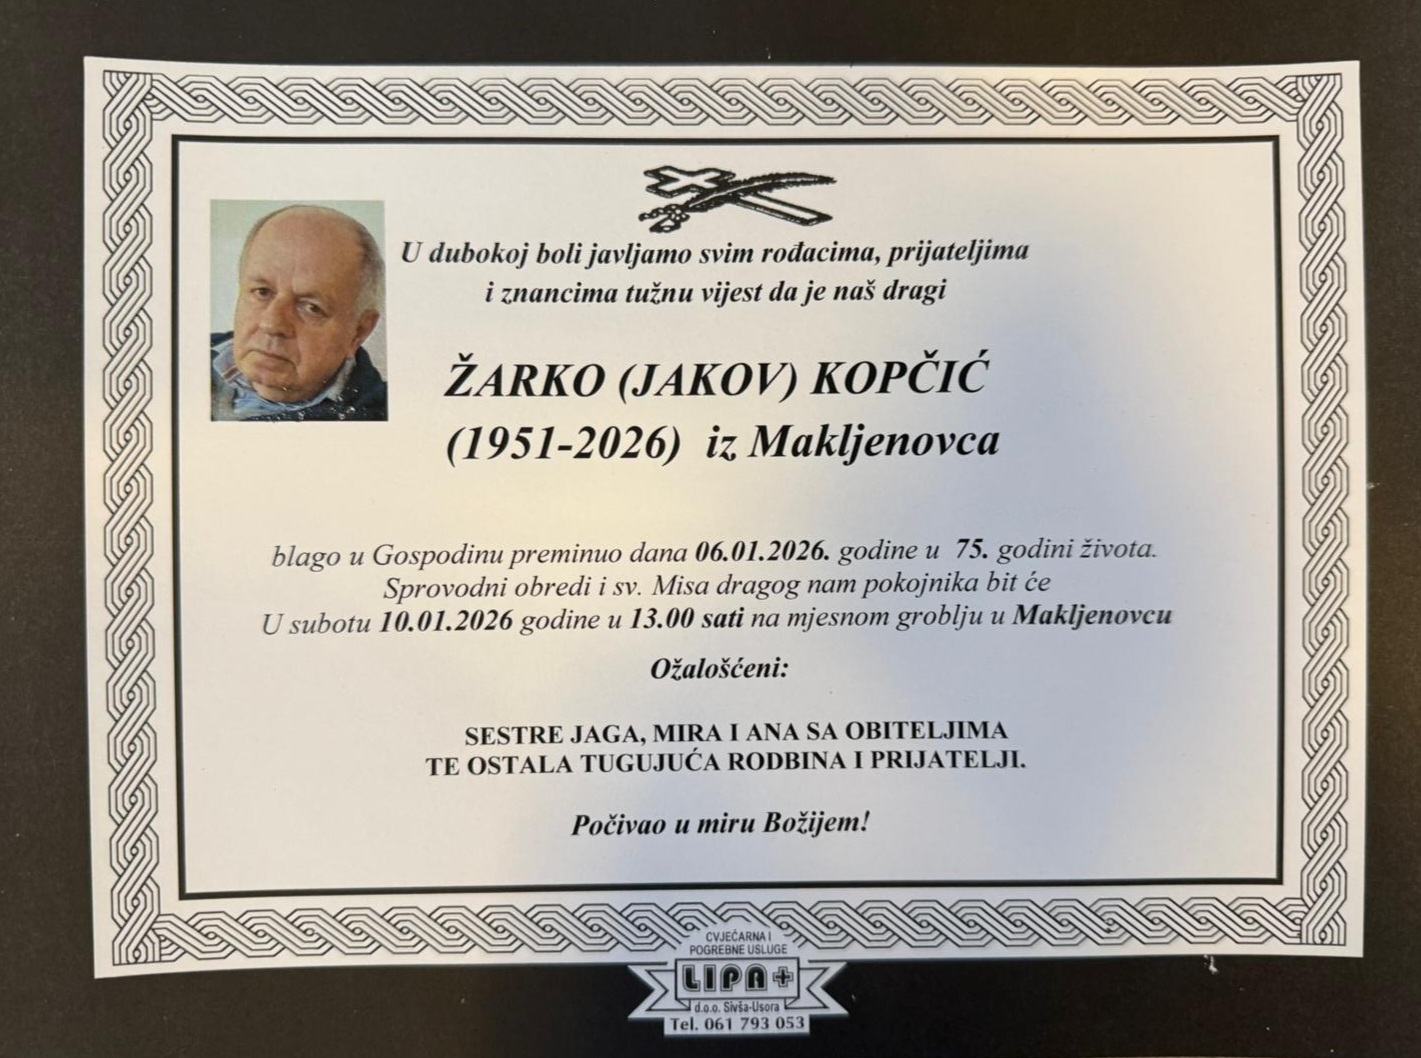 U dubokoj boli javljamo svim rođacima, prijateljima
i znancima tužnu vijest da je naš dragi
ŽARKO (JAKOV) KOPČIĆ
(1951-2026) iz Makljenovca
blago u Gospodinu preminuo dana 06.01.2026. godine u 75. godini života.
Sprovodni obredi i sv. Misa dragog nam pokojnika bit će
U subotu 10.01.2026 godine u 13.00 sati na mjesnom groblju u Makljenovcu
Ožalošćeni:
SESTRE JAGA, MIRA I ANA SA OBITELJIMA
TE OSTALA TUGUJUĆA RODBINA I PRIJATELJI.
Počivao u miru Božijem!
CVJEĆARNA I
POGREBNE USLUGE
LIPA+
d.o.o. Sivša-Usora
Tel. 061 793 053